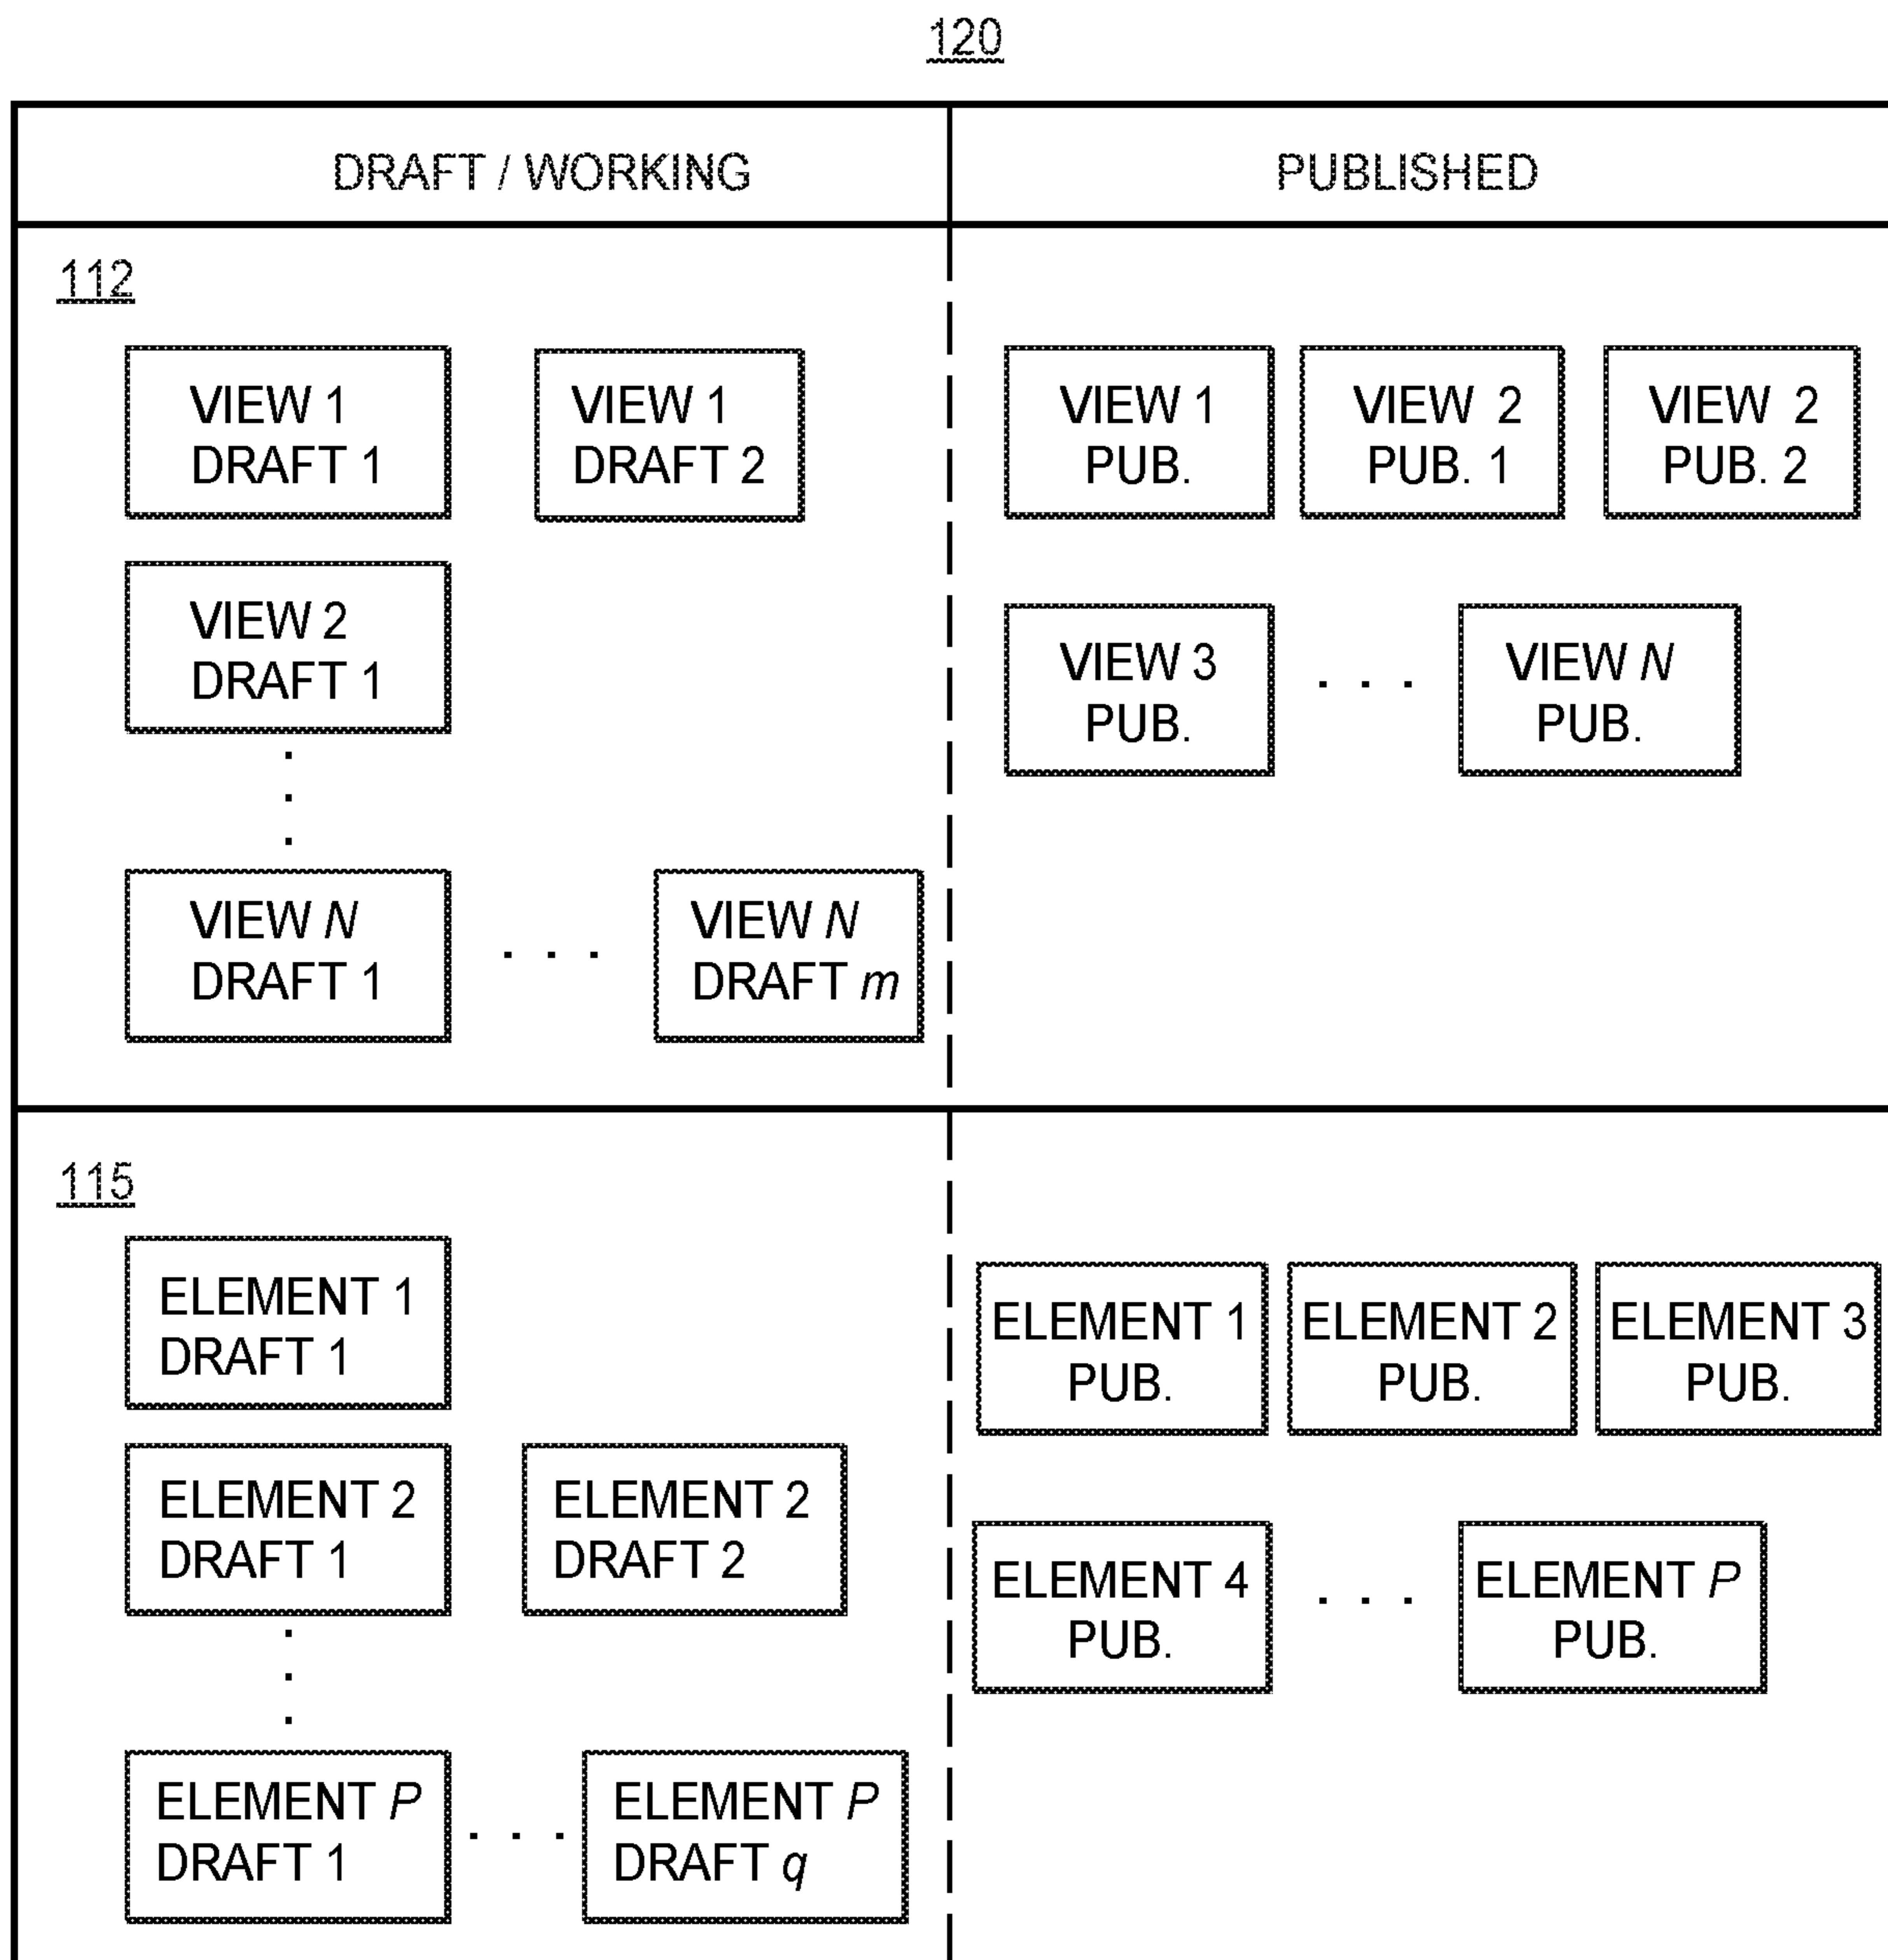 120
DRAFT / WORKING
PUBLISHED
112
VIEW 1
DRAFT 1
VIEW 1
DRAFT 2
VIEW 2
DRAFT 1
.
.
.
VIEW N
DRAFT 1
. . .
VIEW N
DRAFT m
VIEW 1
PUB.
VIEW 2
PUB. 1
VIEW 2
PUB. 2
VIEW 3
PUB.
. . .
VIEW N
PUB.
115
ELEMENT 1
DRAFT 1
ELEMENT 2
DRAFT 1
ELEMENT 2
DRAFT 2
.
.
.
ELEMENT P
DRAFT 1
. . .
ELEMENT P
DRAFT q
ELEMENT 1
PUB.
ELEMENT 2
PUB.
ELEMENT 3
PUB.
ELEMENT 4
PUB.
. . .
ELEMENT P
PUB.